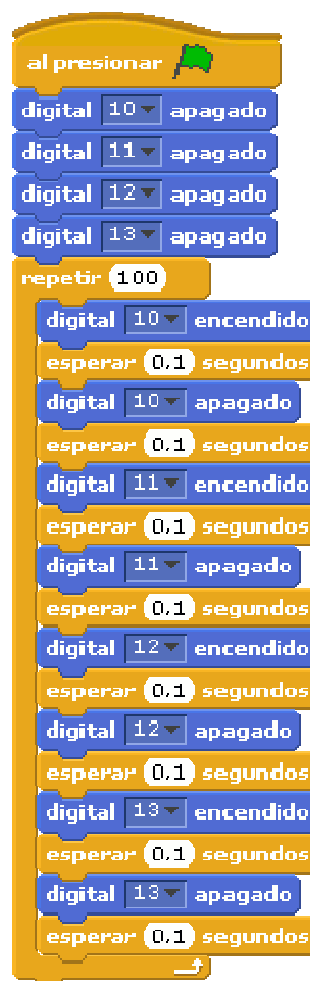 al presionar
digital 10 apagado
digital 11 apagado
digital 12 apagado
digital 13 apagado
repetir 100
digital 10 encendido
esperar 0,1 segundos
digital 10 apagado
esperar 0,1 segundos
digital 11 encendido
esperar 0,1 segundos
digital 11 apagado
esperar 0,1 segundos
digital 12 encendido
esperar 0,1 segundos
digital 12 apagado
esperar 0,1 segundos
digital 13 encendido
esperar 0,1 segundos
digital 13 apagado
esperar 0,1 segundos